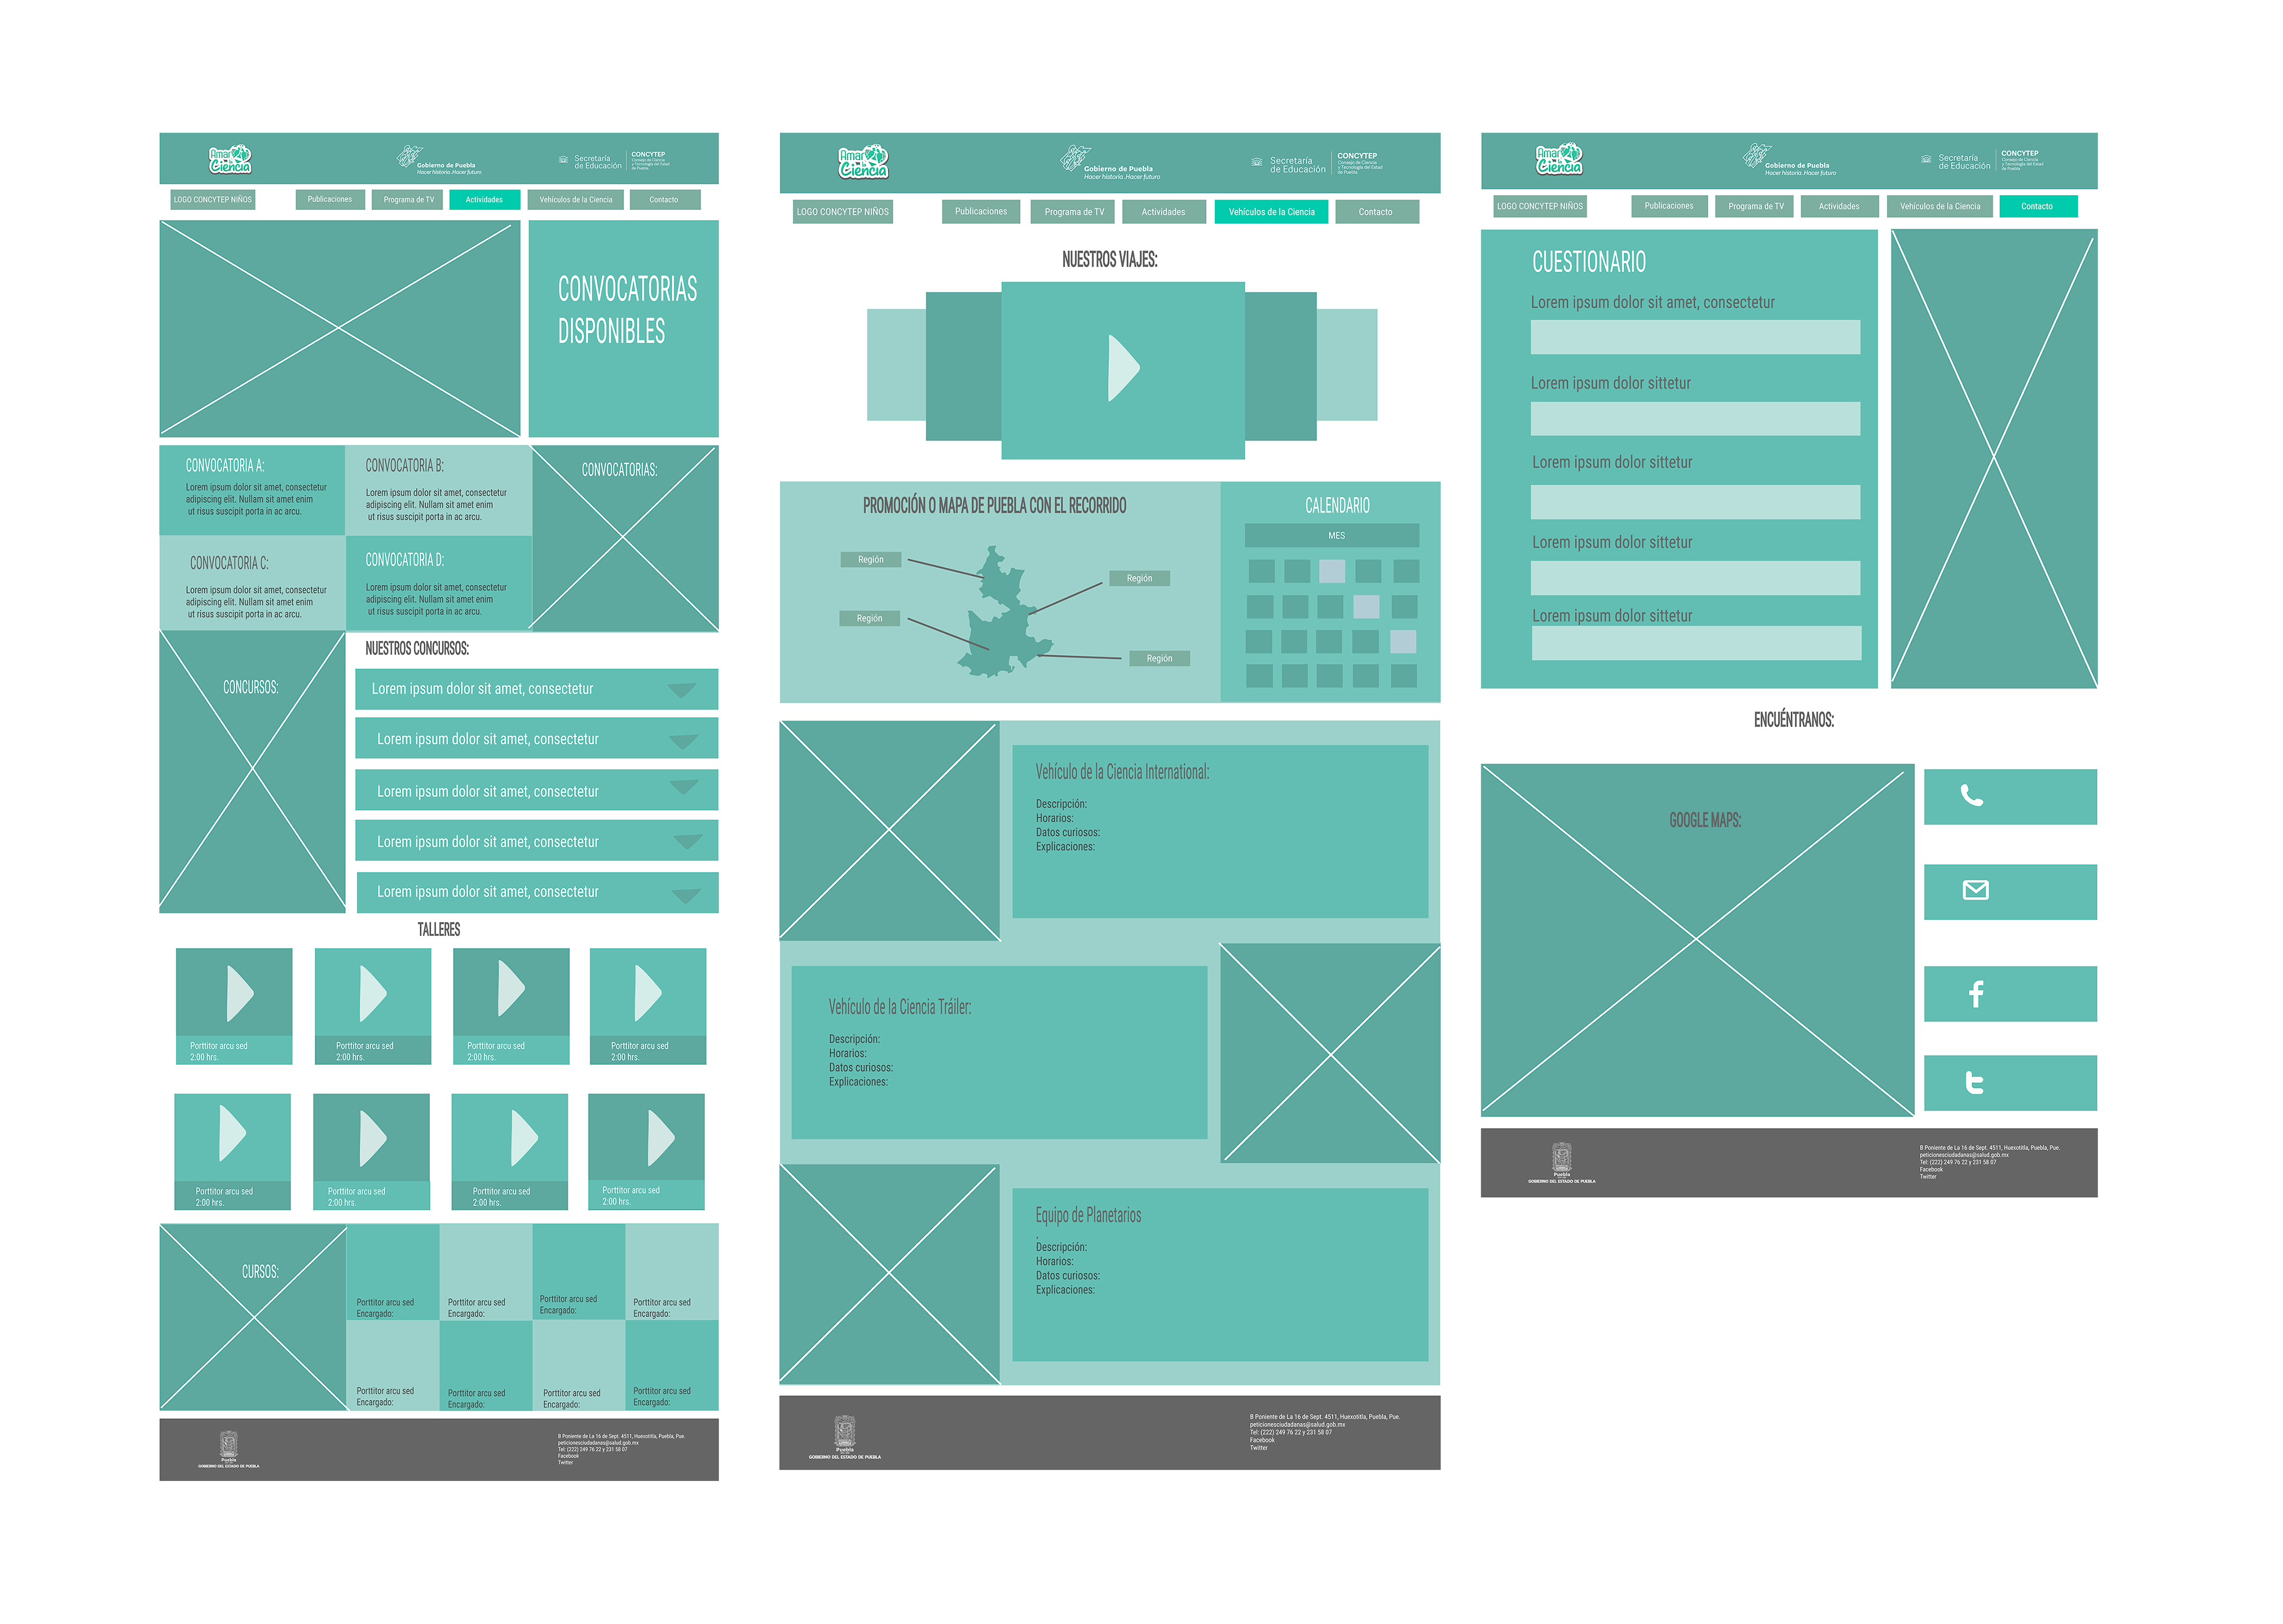 Amar la
Ciencia
Gobierno de Puebla
Hacer historia. Hacer futuro
Secretaría
de Educación
CONCYTEP
Consejo de Ciencia
y Tecnología del Estado
de Puebla
LOGO CONCYTEP NIÑOS
Publicaciones
Programa de TV
Actividades
Vehículos de la Ciencia
Contacto
CONVOCATORIAS
DISPONIBLES
CONVOCATORIA A:
Lorem ipsum dolor sit amet, consectetur
adipiscing elit. Nullam sit amet enim
ut risus suscipit porta in ac arcu.
CONVOCATORIA B:
Lorem ipsum dolor sit amet, consectetur
adipiscing elit. Nullam sit amet enim
ut risus suscipit porta in ac arcu.
CONVOCATORIAS:
CONVOCATORIA C:
Lorem ipsum dolor sit amet, consectetur
adipiscing elit. Nullam sit amet enim
ut risus suscipit porta in ac arcu.
CONVOCATORIA D:
Lorem ipsum dolor sit amet, consectetur
adipiscing elit. Nullam sit amet enim
ut risus suscipit porta in ac arcu.
CONCURSOS:
NUESTROS CONCURSOS:
Lorem ipsum dolor sit amet, consectetur
Lorem ipsum dolor sit amet, consectetur
Lorem ipsum dolor sit amet, consectetur
Lorem ipsum dolor sit amet, consectetur
Lorem ipsum dolor sit amet, consectetur
TALLERES
Porttitor arcu sed
2:00 hrs.
Porttitor arcu sed
2:00 hrs.
Porttitor arcu sed
2:00 hrs.
Porttitor arcu sed
2:00 hrs.
Porttitor arcu sed
2:00 hrs.
Porttitor arcu sed
2:00 hrs.
Porttitor arcu sed
2:00 hrs.
Porttitor arcu sed
2:00 hrs.
CURSOS:
Porttitor arcu sed
Encargado:
Porttitor arcu sed
Encargado:
Porttitor arcu sed
Encargado:
Porttitor arcu sed
Encargado:
Porttitor arcu sed
Encargado:
Porttitor arcu sed
Encargado:
Porttitor arcu sed
Encargado:
Porttitor arcu sed
Encargado:
Puebla
GOBIERNO DEL ESTADO DE PUEBLA
B Poniente de La 16 de Sept. 4511, Huexotitla, Puebla, Pue.
peticionesciudadanas@salud.gob.mx
Tel: (222) 249 76 22 y 231 58 07
Facebook
Twitter
Amar la
Ciencia
Gobierno de Puebla
Hacer historia. Hacer futuro
Secretaría
de Educación
CONCYTEP
Consejo de Ciencia
y Tecnología del Estado
de Puebla
LOGO CONCYTEP NIÑOS
Publicaciones
Programa de TV
Actividades
Vehículos de la Ciencia
Contacto
NUESTROS VIAJES:
PROMOCIÓN O MAPA DE PUEBLA CON EL RECORRIDO
Región
Región
Región
Región
CALENDARIO
MES
Vehículo de la Ciencia International:
Descripción:
Horarios:
Datos curiosos:
Explicaciones:
Vehículo de la Ciencia Tráiler:
Descripción:
Horarios:
Datos curiosos:
Explicaciones:
Equipo de Planetarios
.
Descripción:
Horarios:
Datos curiosos:
Explicaciones:
Puebla
GOBIERNO DEL ESTADO DE PUEBLA
B Poniente de La 16 de Sept. 4511, Huexotitla, Puebla, Pue.
peticionesciudadanas@salud.gob.mx
Tel: (222) 249 76 22 y 231 58 07
Facebook
Twitter
Amar la
Ciencia
Gobierno de Puebla
Hacer historia. Hacer futuro
Secretaría
de Educación
CONCYTEP
Consejo de Ciencia
y Tecnología del Estado
de Puebla
LOGO CONCYTEP NIÑOS
Publicaciones
Programa de TV
Actividades
Vehículos de la Ciencia
Contacto
CUESTIONARIO
Lorem ipsum dolor sit amet, consectetur
Lorem ipsum dolor sittetur
Lorem ipsum dolor sittetur
Lorem ipsum dolor sittetur
Lorem ipsum dolor sittetur
ENCUÉNTRANOS:
GOOGLE MAPS:
Puebla
GOBIERNO DEL ESTADO DE PUEBLA
B Poniente de La 16 de Sept. 4511, Huexotitla, Puebla, Pue.
peticionesciudadanas@salud.gob.mx
Tel: (222) 249 76 22 y 231 58 07
Facebook
Twitter